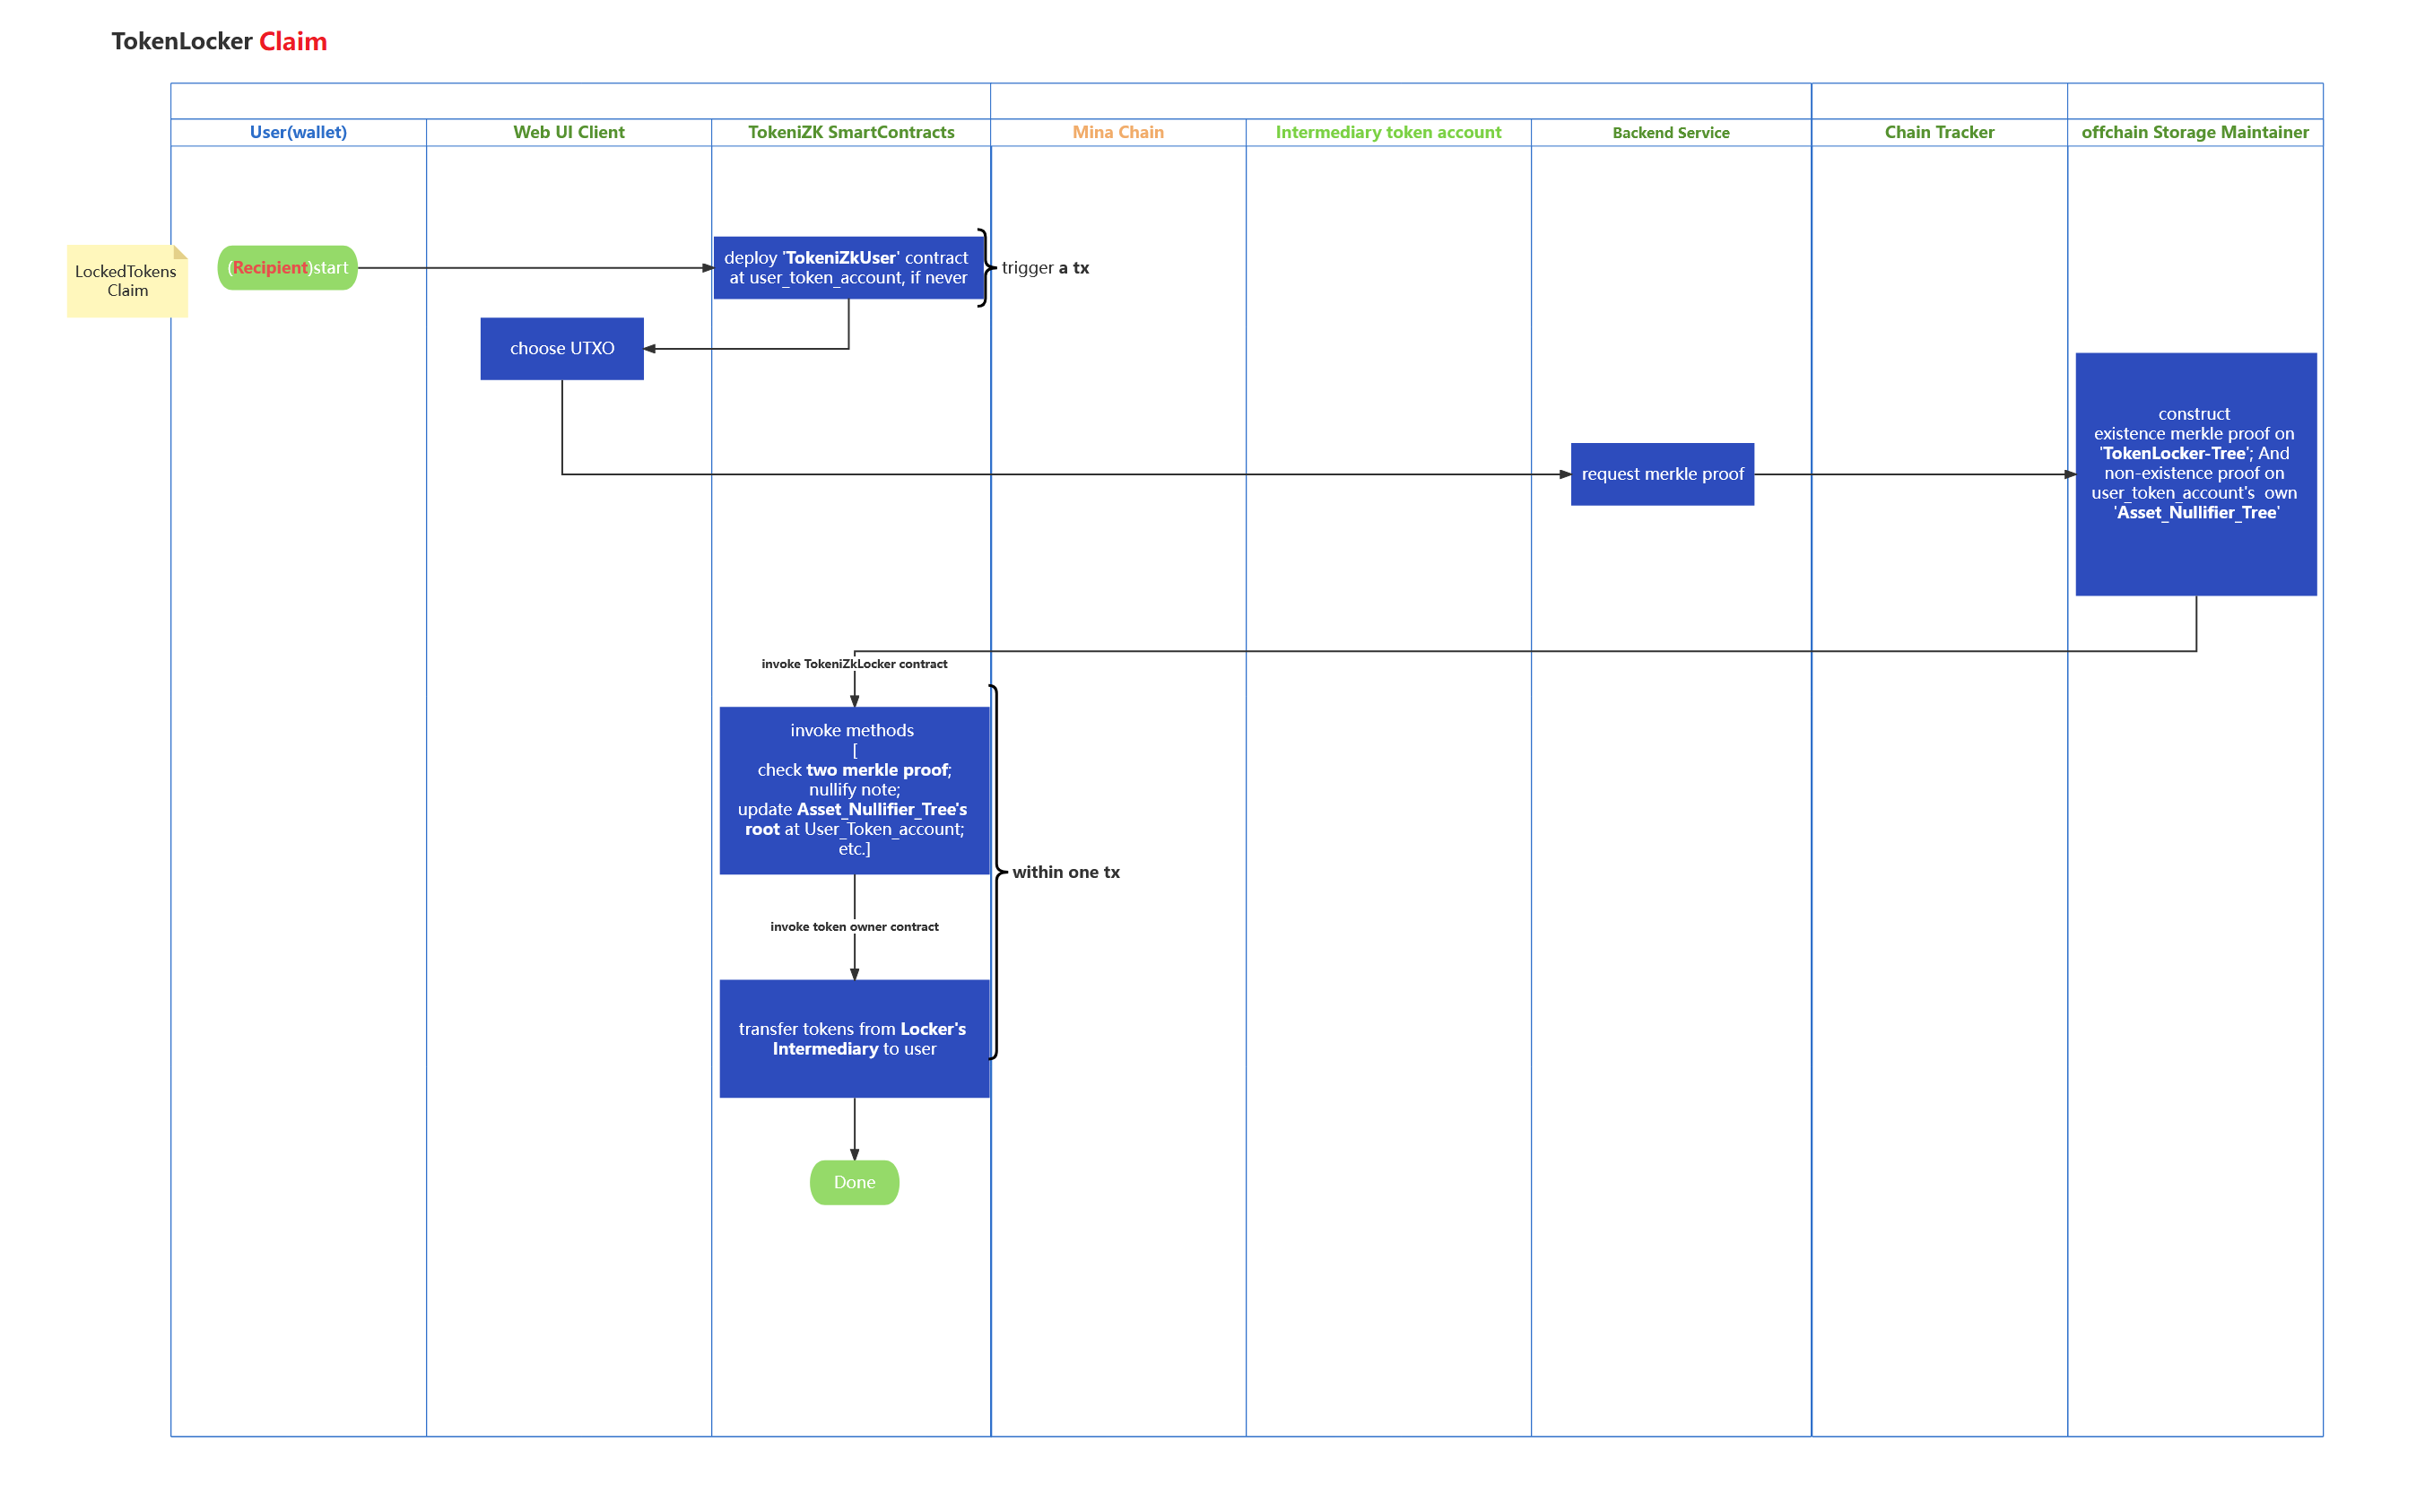 TokenLocker Claim
User(wallet)
Web UI Client
TokeniZK SmartContracts
Mina Chain
Intermediary token account
Backend Service
Chain Tracker
offchain Storage Maintainer
LockedTokens
Claim
(Recipient)start
deploy 'TokeniZkUser' contract
at user_token_account, if never
trigger a tx
choose UTXO
request merkle proof
construct
existence merkle proof on
'TokenLocker-Tree'; And
non-existence proof on
user_token_account's own
'Asset_Nullifier_Tree'
invoke TokeniZkLocker contract
invoke methods
[
check two merkle proof;
nullify note;
update Asset_Nullifier_Tree's
root at User_Token_account;
etc.]
within one tx
invoke token owner contract
transfer tokens from Locker's
Intermediary to user
Done